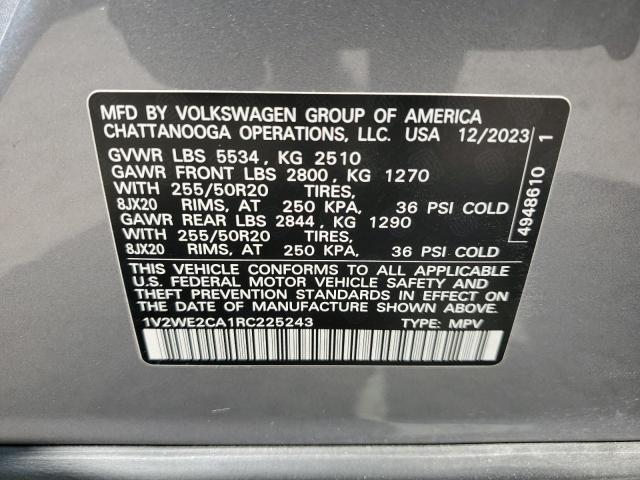 MFD BY VOLKSWAGEN GROUP OF AMERICA
CHATTANOOGA OPERATIONS, LLC. USA 12/2023
GVWR LBS 5534, KG 2510
GAWR FRONT LBS 2800, KG 1270
WITH 255/50R20 TIRES,
8JX20 RIMS, AT 250 KPA, 36 PSI COLD
GAWR REAR LBS 2844, KG 1290
WITH 255/50R20 TIRES,
8JX20 RIMS, AT 250 KPA, 36 PSI COLD
THIS VEHICLE CONFORMS TO ALL APPLICABLE
U.S. FEDERAL MOTOR VEHICLE SAFETY AND
THEFT PREVENTION STANDARDS IN EFFECT ON
THE DATE OF MANUFACTURE SHOWN ABOVE.
1V2WE2CA1RC225243 TYPE: MPV
4948610 1